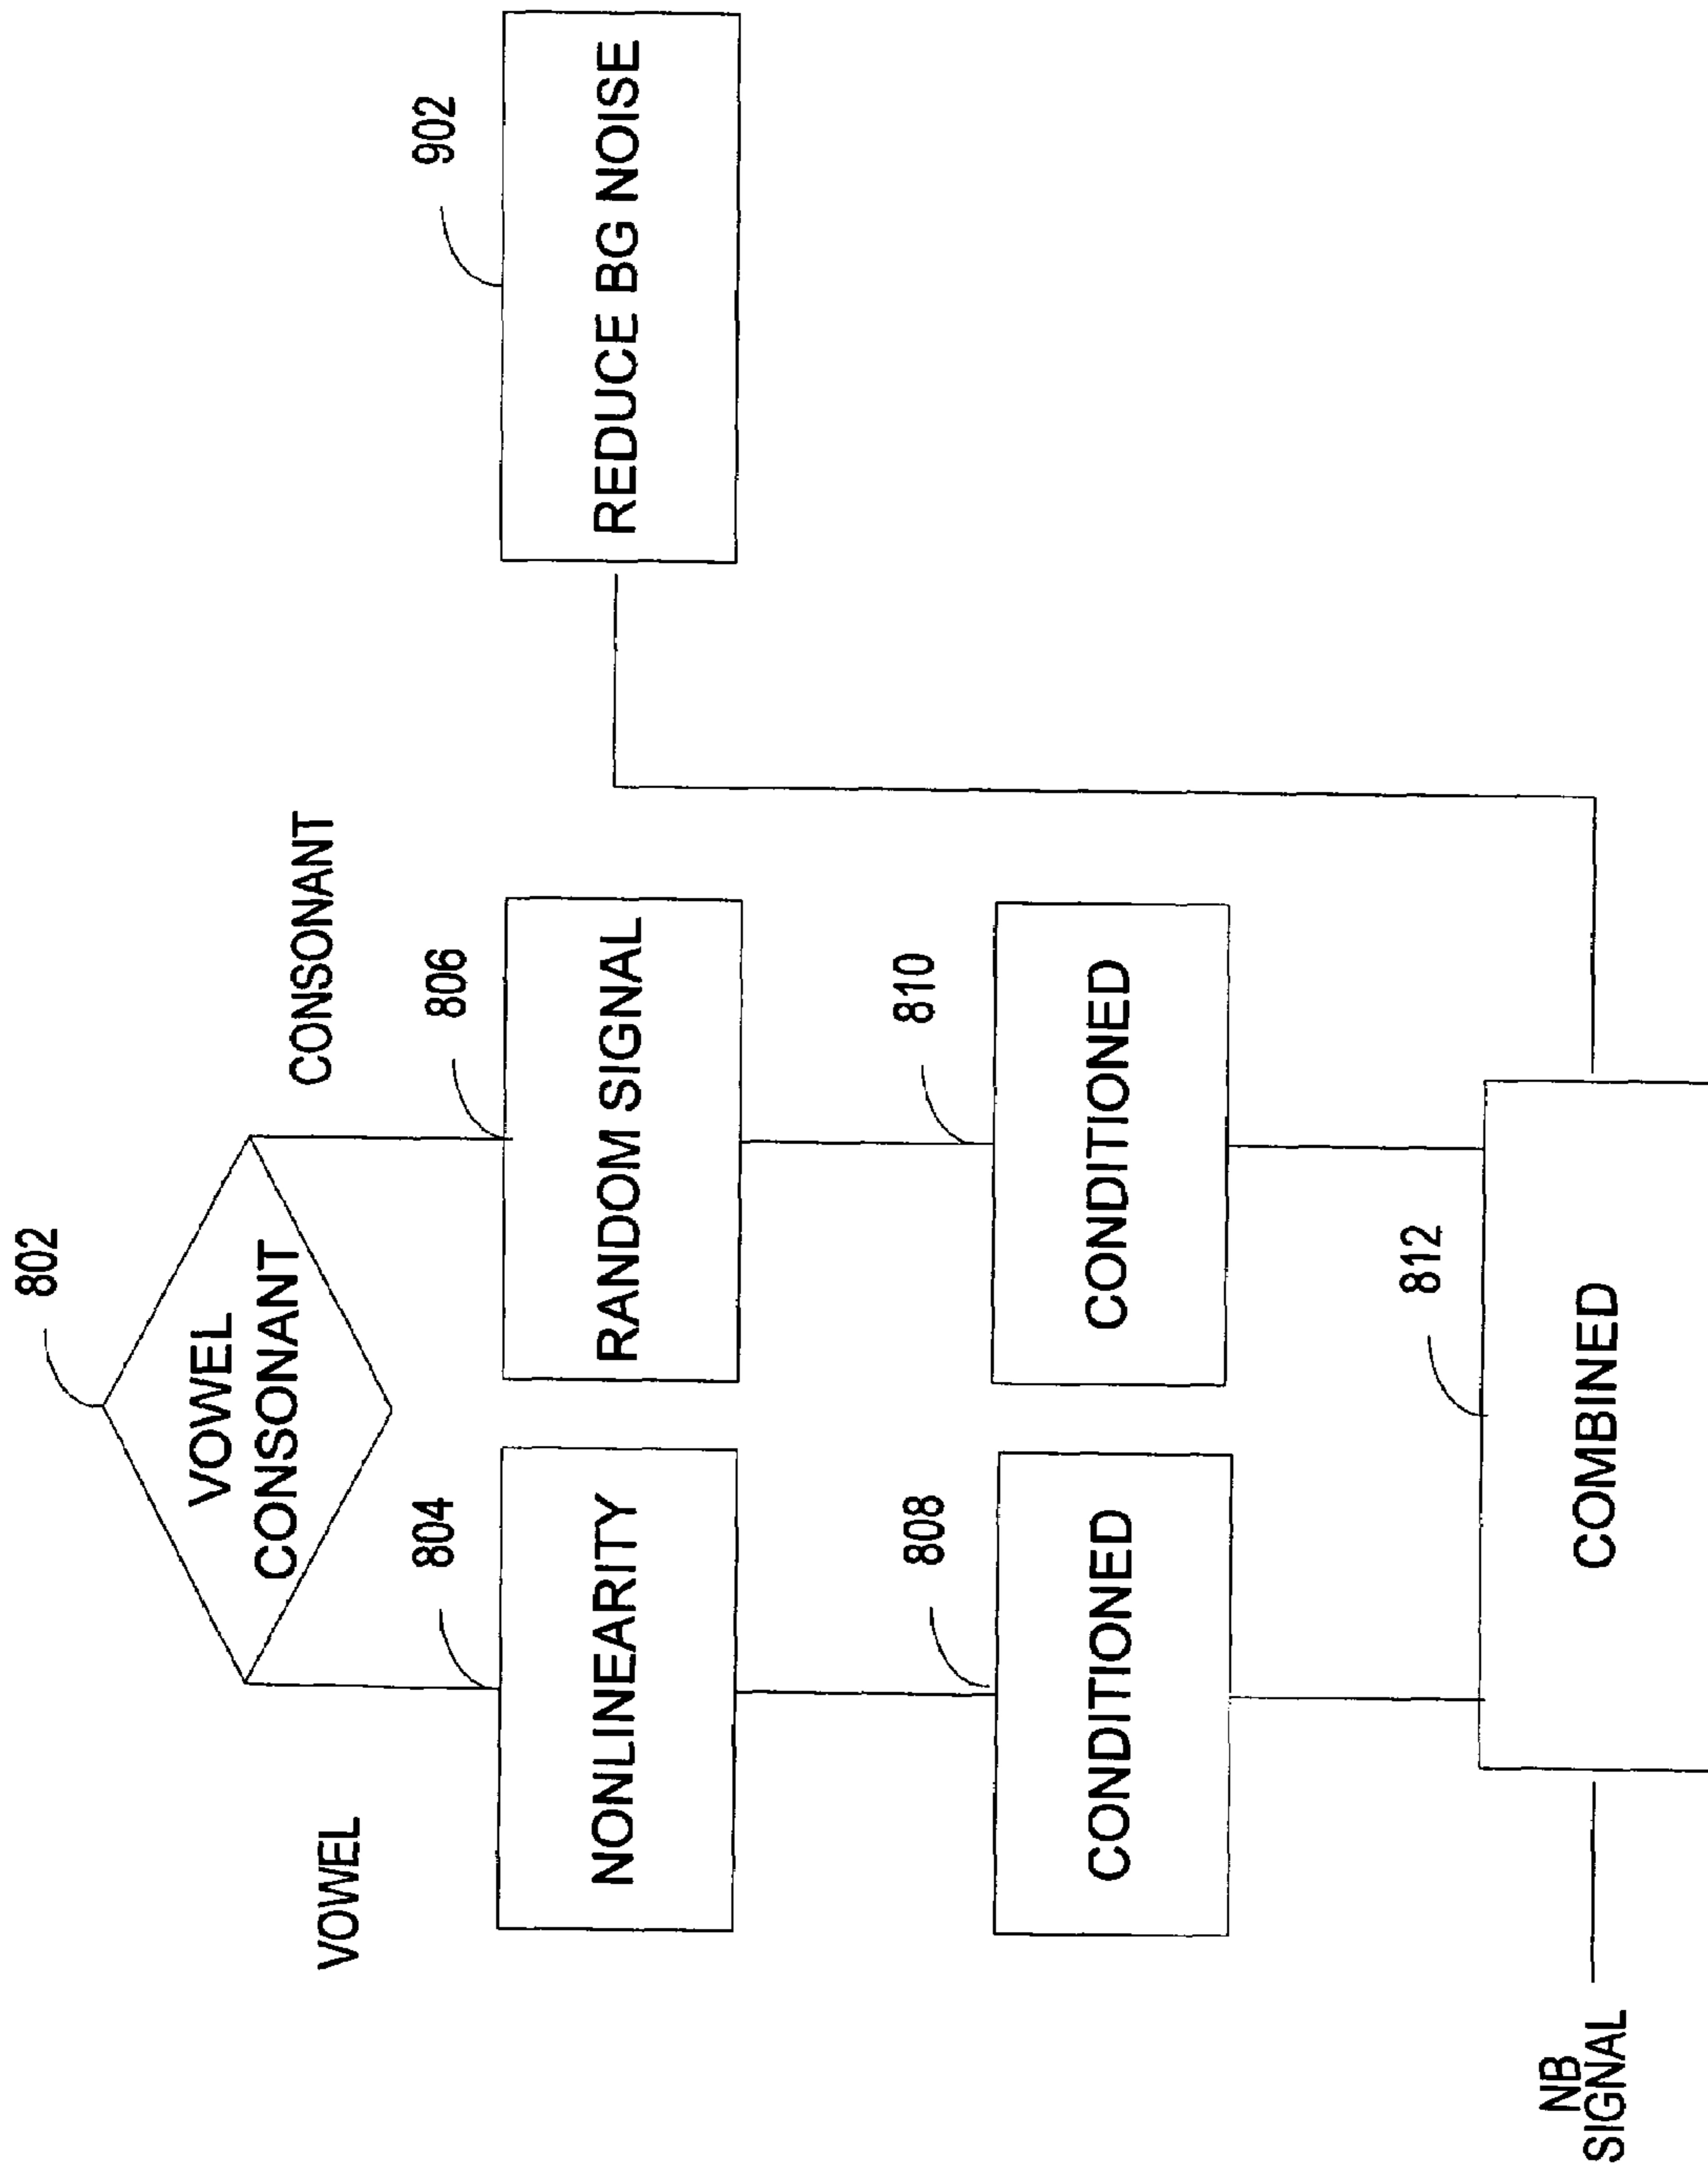 802
VOWEL
CONSONANT
VOWEL
CONSONANT
804
NONLINEARITY
806
RANDOM SIGNAL
902
REDUCE BG NOISE
808
CONDITIONED
810
CONDITIONED
812
NB
SIGNAL
COMBINED